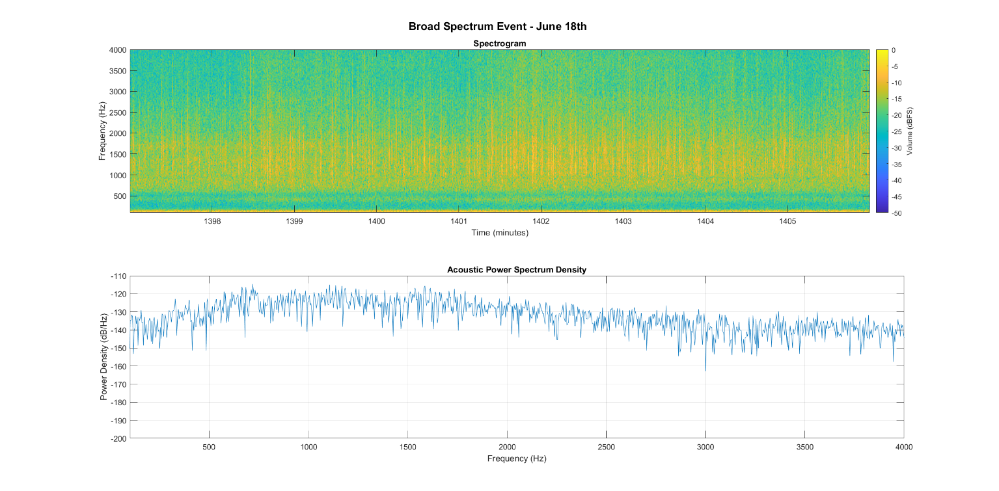 Broad Spectrum Event - June 18th
Spectrogram
4000
3500
3000
2500
2000
1500
1000
500
Frequency (Hz)
1398 1399 1400 1401 1402 1403 1404 1405
Time (minutes)
0
-5
-10
-15
-20
-25
-30
-35
-40
-45
-50
Volume (dBFS)
Acoustic Power Spectrum Density
-110
-120
-130
-140
-150
-160
-170
-180
-190
-200
Power Density (dB/Hz)
500 1000 1500 2000 2500 3000 3500 4000
Frequency (Hz)